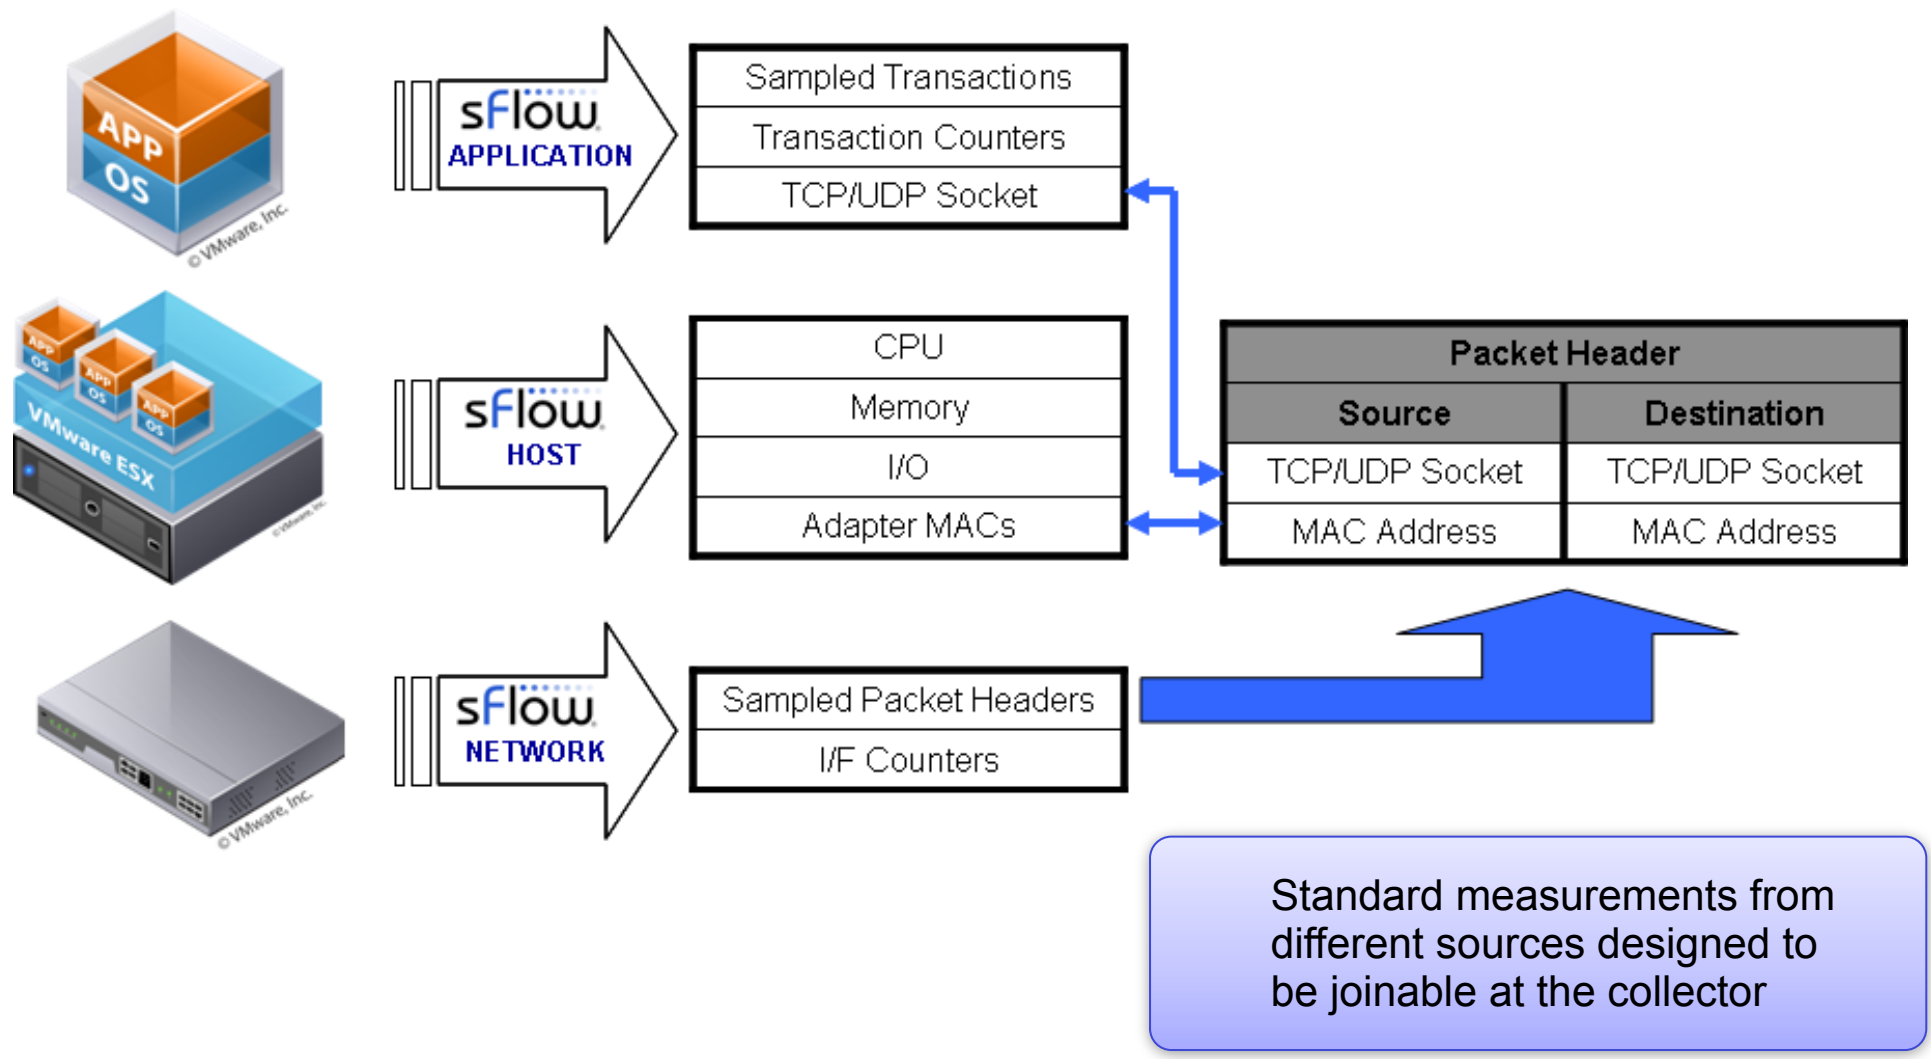 APP
OS
© VMware, Inc.
sFlow
APPLICATION
Sampled Transactions
Transaction Counters
TCP/UDP Socket
APP
OS
APP
OS
APP
OS
VMware ESX
© VMware, Inc.
sFlow
HOST
CPU
Memory
I/O
Adapter MACs
Packet Header
Source
Destination
TCP/UDP Socket
TCP/UDP Socket
MAC Address
MAC Address
© VMware, Inc.
sFlow
NETWORK
Sampled Packet Headers
I/F Counters
Standard measurements from
different sources designed to
be joinable at the collector